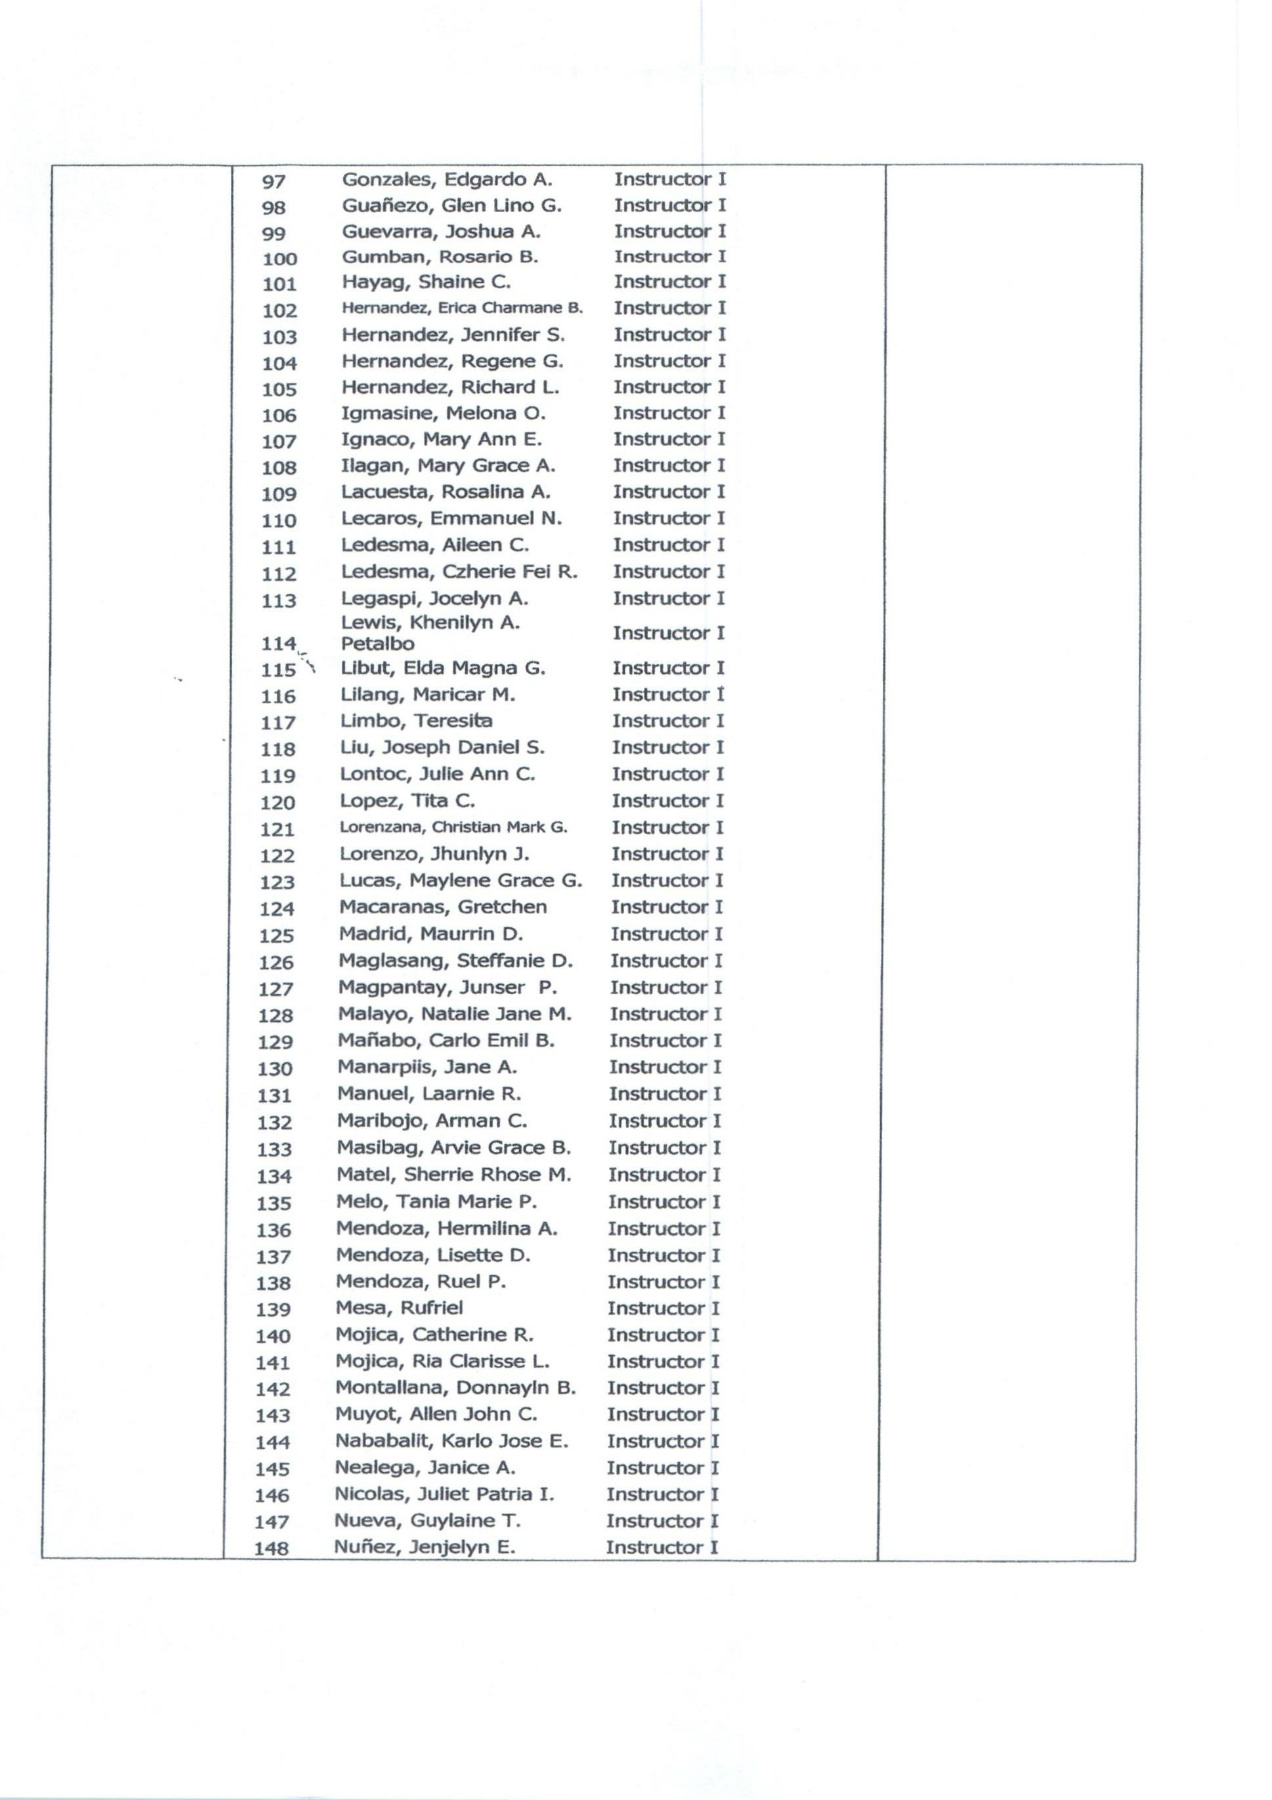 97 Gonzales, Edgardo A. Instructor I
98 Guañezo, Glen Lino G. Instructor I
99 Guevarra, Joshua A. Instructor I
100 Gumban, Rosario B. Instructor I
101 Hayag, Shaine C. Instructor I
102 Hernandez, Erica Charmane B. Instructor I
103 Hernandez, Jennifer S. Instructor I
104 Hernandez, Regene G. Instructor I
105 Hernandez, Richard L. Instructor I
106 Igmasine, Melona O. Instructor I
107 Ignaco, Mary Ann E. Instructor I
108 Ilagan, Mary Grace A. Instructor I
109 Lacuesta, Rosalina A. Instructor I
110 Lecaros, Emmanuel N. Instructor I
111 Ledesma, Aileen C. Instructor I
112 Ledesma, Czherie Fei R. Instructor I
113 Legaspi, Jocelyn A. Instructor I
Lewis, Khenilyn A.
114 Petalbo Instructor I
115 Libut, Elda Magna G. Instructor I
116 Lilang, Maricar M. Instructor I
117 Limbo, Teresita Instructor I
118 Liu, Joseph Daniel S. Instructor I
119 Lontoc, Julie Ann C. Instructor I
120 Lopez, Tita C. Instructor I
121 Lorenzana, Christian Mark G. Instructor I
122 Lorenzo, Jhunlyn J. Instructor I
123 Lucas, Maylene Grace G. Instructor I
124 Macaranas, Gretchen Instructor I
125 Madrid, Maurrin D. Instructor I
126 Maglasang, Steffanie D. Instructor I
127 Magpantay, Junser P. Instructor I
128 Malayo, Natalie Jane M. Instructor I
129 Mañabo, Carlo Emil B. Instructor I
130 Manarpiis, Jane A. Instructor I
131 Manuel, Laarnie R. Instructor I
132 Maribojo, Arman C. Instructor I
133 Masibag, Arvie Grace B. Instructor I
134 Matel, Sherrie Rhose M. Instructor I
135 Melo, Tania Marie P. Instructor I
136 Mendoza, Hermilina A. Instructor I
137 Mendoza, Lisette D. Instructor I
138 Mendoza, Ruel P. Instructor I
139 Mesa, Rufriel Instructor I
140 Mojica, Catherine R. Instructor I
141 Mojica, Ria Clarisse L. Instructor I
142 Montallana, Donnayln B. Instructor I
143 Muyot, Allen John C. Instructor I
144 Nababalit, Karlo Jose E. Instructor I
145 Nealega, Janice A. Instructor I
146 Nicolas, Juliet Patria I. Instructor I
147 Nueva, Guylaine T. Instructor I
148 Nuñez, Jenjelyn E. Instructor I